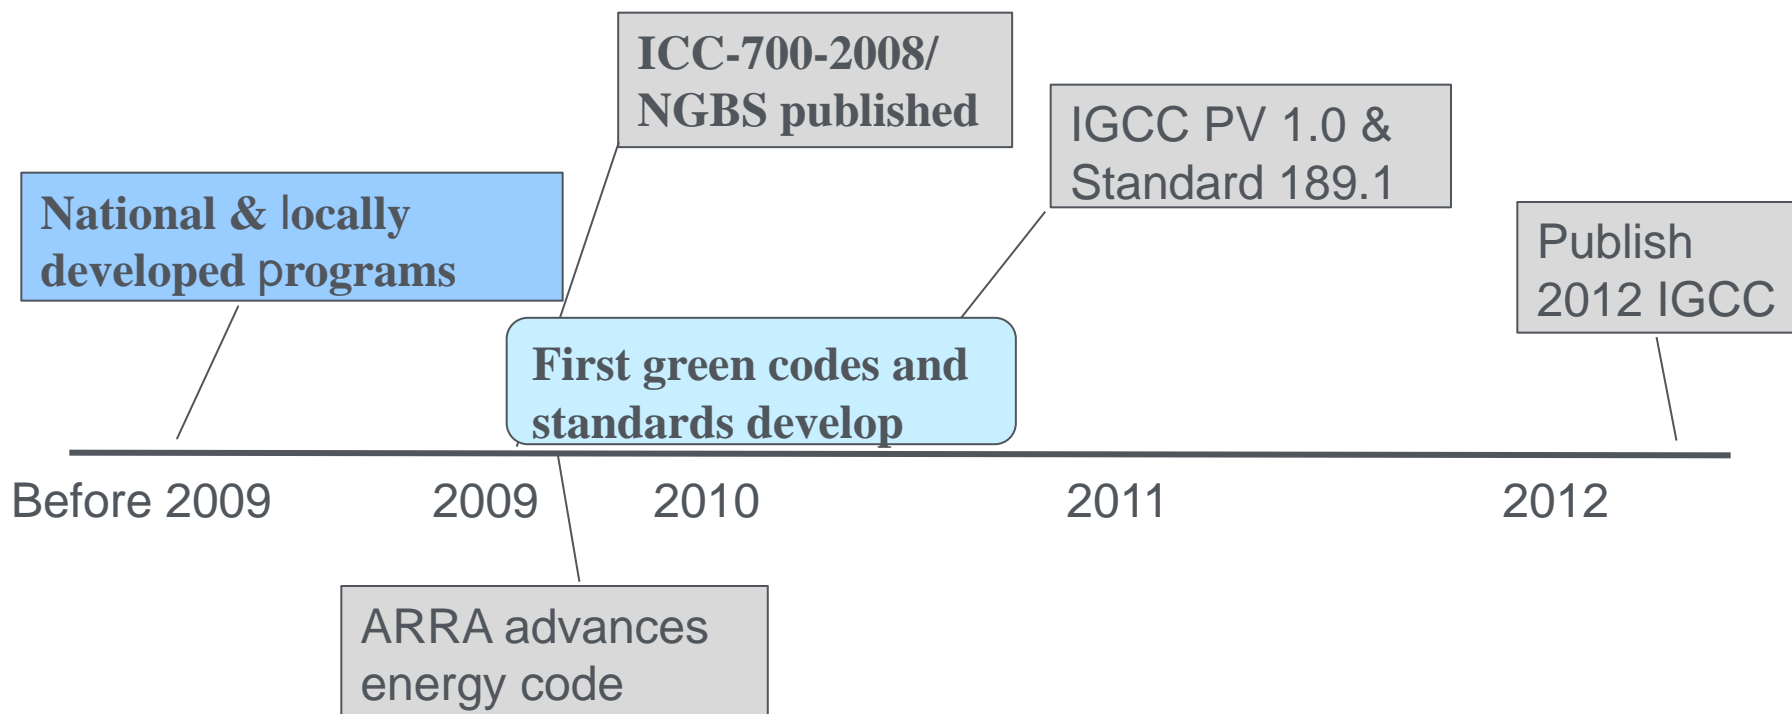 ICC-700-2008/
NGBS published
IGCC PV 1.0 &
Standard 189.1
National & locally
developed programs
Publish
2012 IGCC
First green codes and
standards develop
Before 2009
2009
2010
2011
2012
ARRA advances
energy code